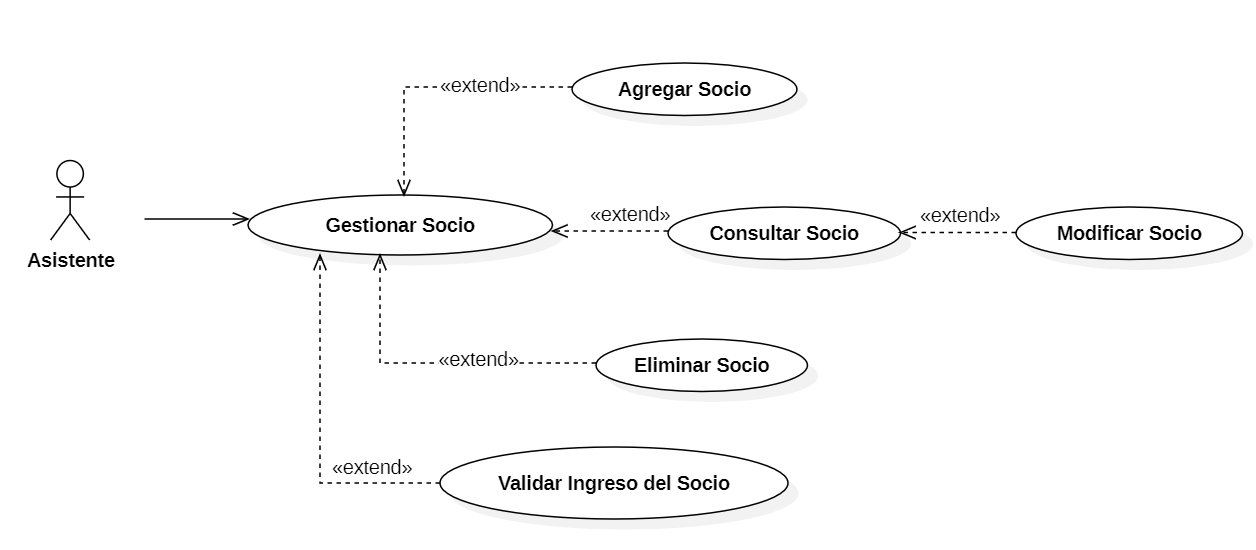 «extend»
Agregar Socio
Gestionar Socio
«extend»
Consultar Socio
«extend»
Modificar Socio
Asistente
«extend»
Eliminar Socio
«extend»
Validar Ingreso del Socio